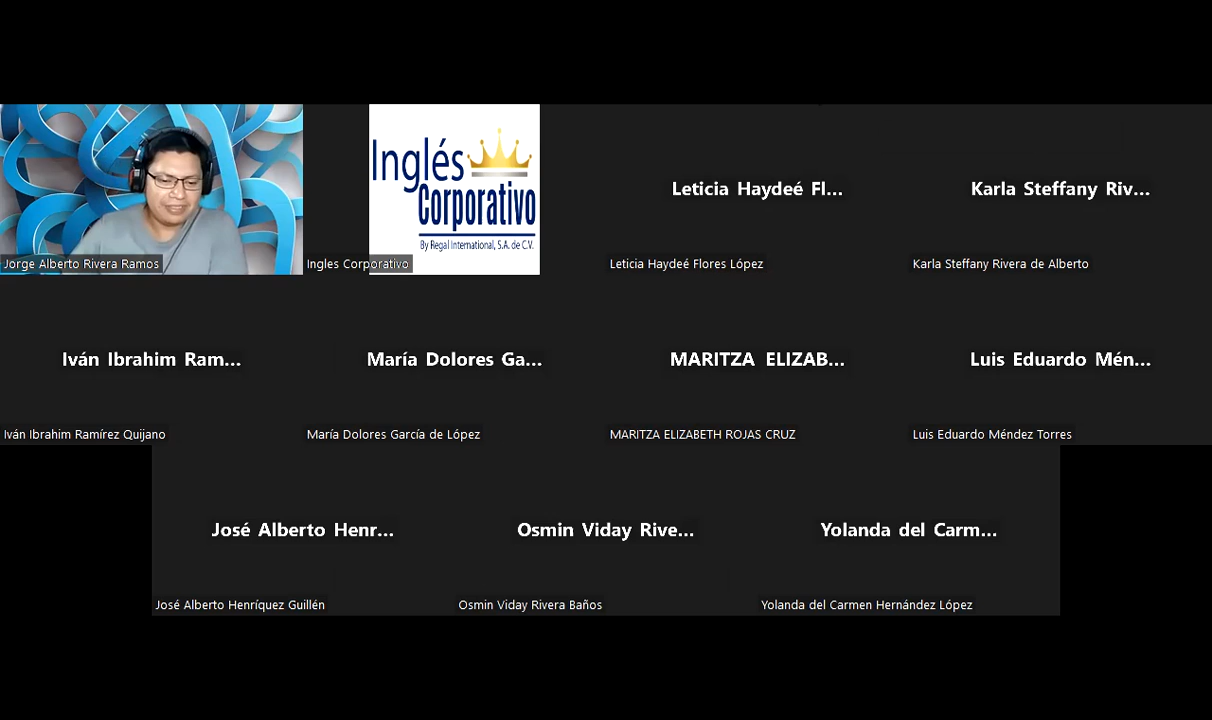 Jorge Alberto Rivera Ramos
Inglés
Corporativo
By Regal International, S.A. de C.V.
Ingles Corporativo
Leticia Haydeé Fl...
Leticia Haydeé Flores López
Karla Steffany Riv...
Karla Steffany Rivera de Alberto
Iván Ibrahim Ram...
Iván Ibrahim Ramírez Quijano
María Dolores Ga...
María Dolores García de López
MARITZA ELIZAB...
MARITZA ELIZABETH ROJAS CRUZ
Luis Eduardo Mén...
Luis Eduardo Méndez Torres
José Alberto Henr...
José Alberto Henríquez Guillén
Osmin Viday Rive...
Osmin Viday Rivera Baños
Yolanda del Carm...
Yolanda del Carmen Hernández López